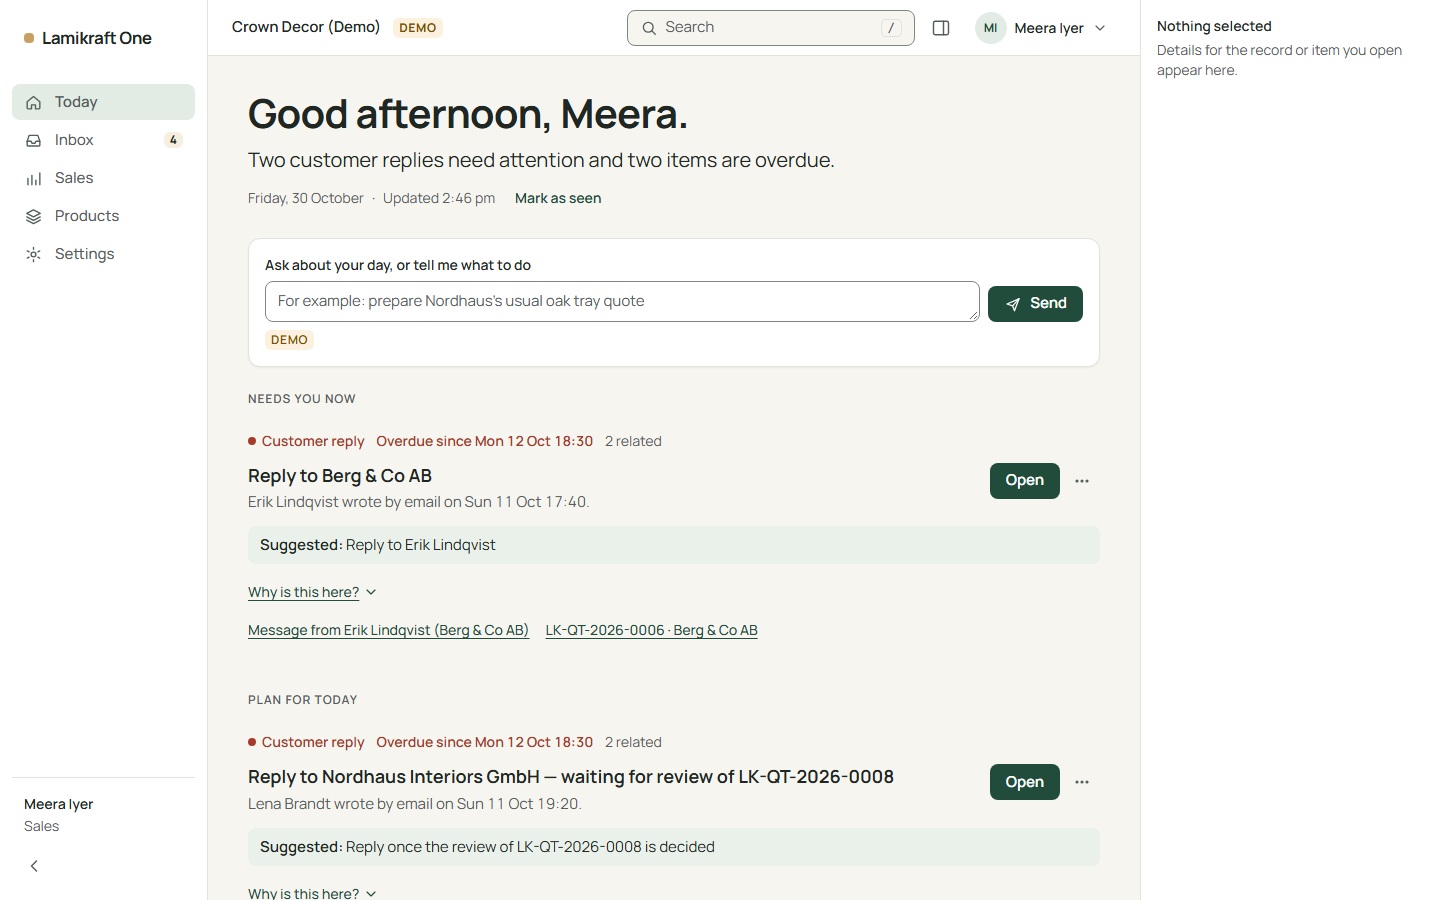 Lamikraft One
Today
Inbox 4
Sales
Products
Settings
Meera Iyer
Sales
Crown Decor (Demo) DEMO
Search /
MI Meera Iyer
Good afternoon, Meera.
Two customer replies need attention and two items are overdue.
Friday, 30 October · Updated 2:46 pm Mark as seen
Ask about your day, or tell me what to do
For example: prepare Nordhaus's usual oak tray quote
Send
DEMO
NEEDS YOU NOW
Customer reply Overdue since Mon 12 Oct 18:30 2 related
Reply to Berg & Co AB
Erik Lindqvist wrote by email on Sun 11 Oct 17:40.
Open
Suggested: Reply to Erik Lindqvist
Why is this here?
Message from Erik Lindqvist (Berg & Co AB) LK-QT-2026-0006 · Berg & Co AB
PLAN FOR TODAY
Customer reply Overdue since Mon 12 Oct 18:30 2 related
Reply to Nordhaus Interiors GmbH — waiting for review of LK-QT-2026-0008
Lena Brandt wrote by email on Sun 11 Oct 19:20.
Open
Suggested: Reply once the review of LK-QT-2026-0008 is decided
Why is this here?
Nothing selected
Details for the record or item you open
appear here.